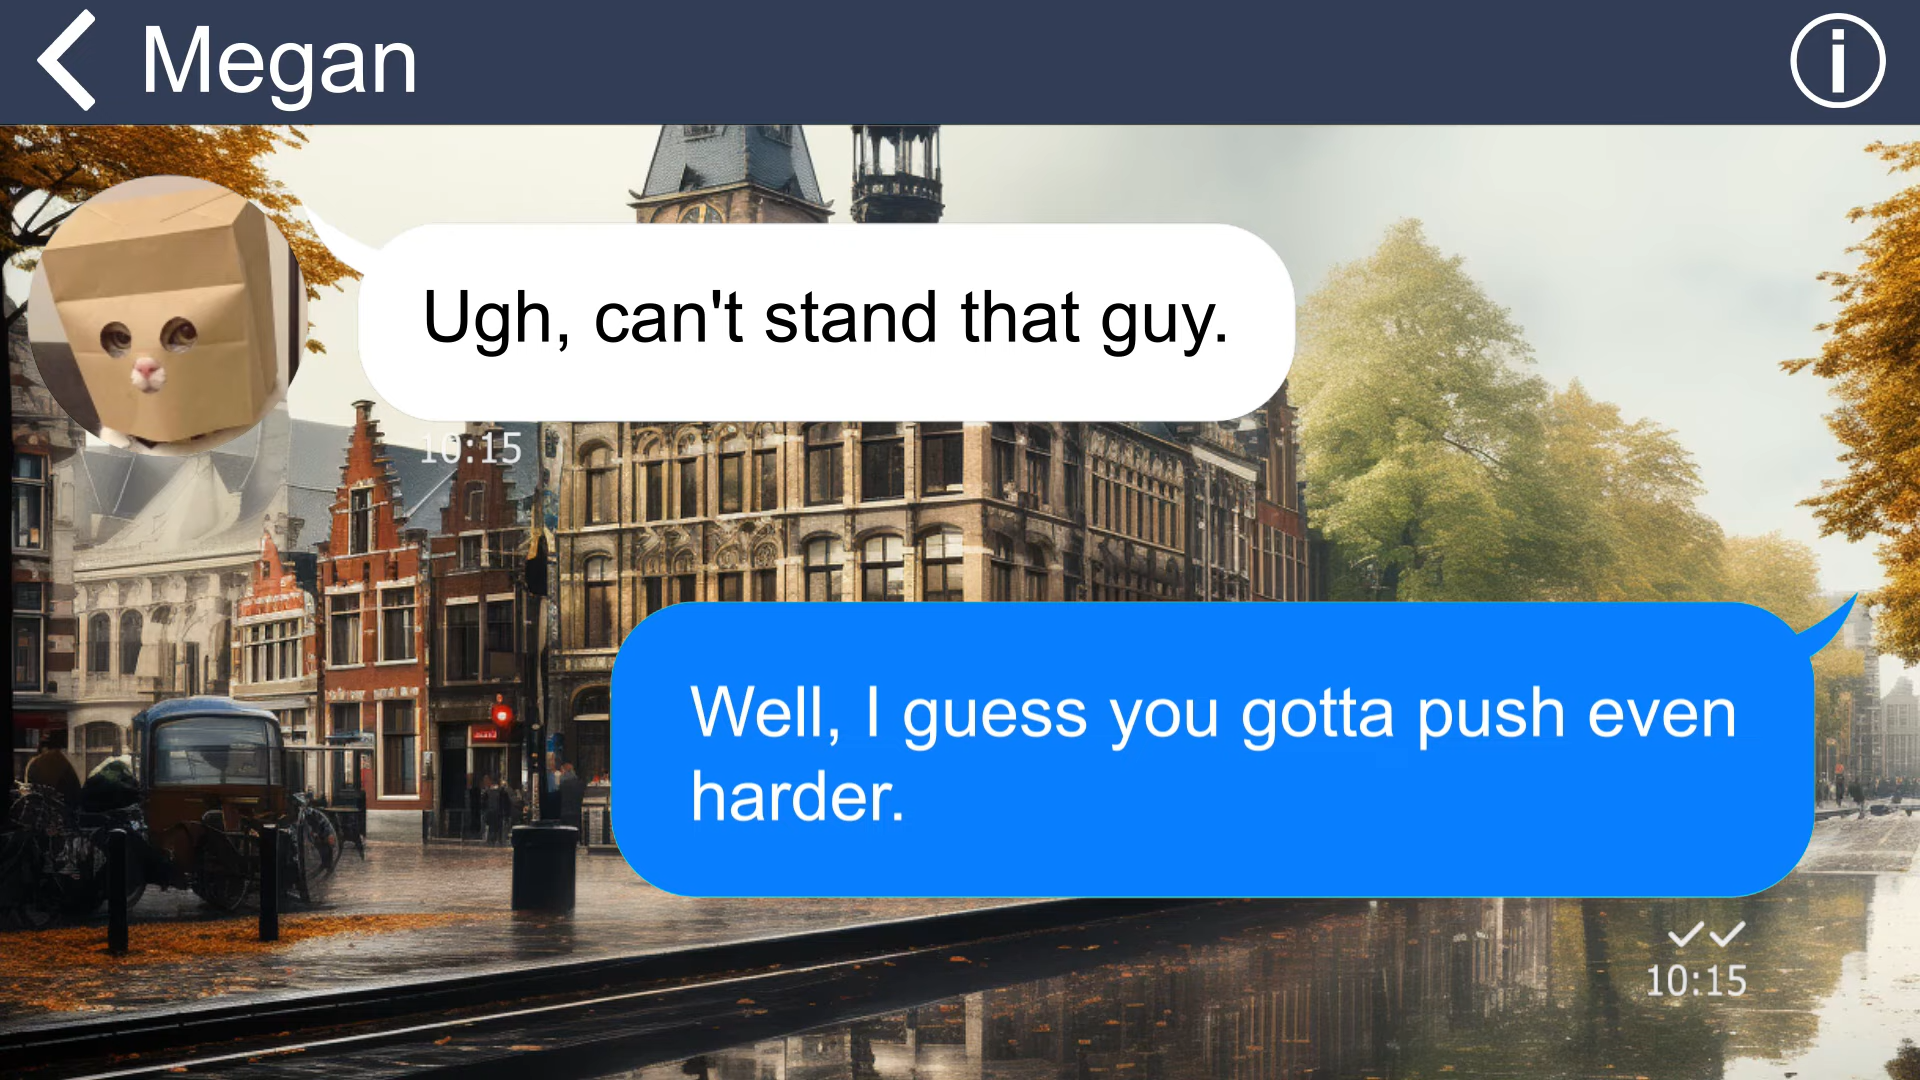 Megan
Ugh, can't stand that guy.
10:15
Well, I guess you gotta push even
harder.
10:15